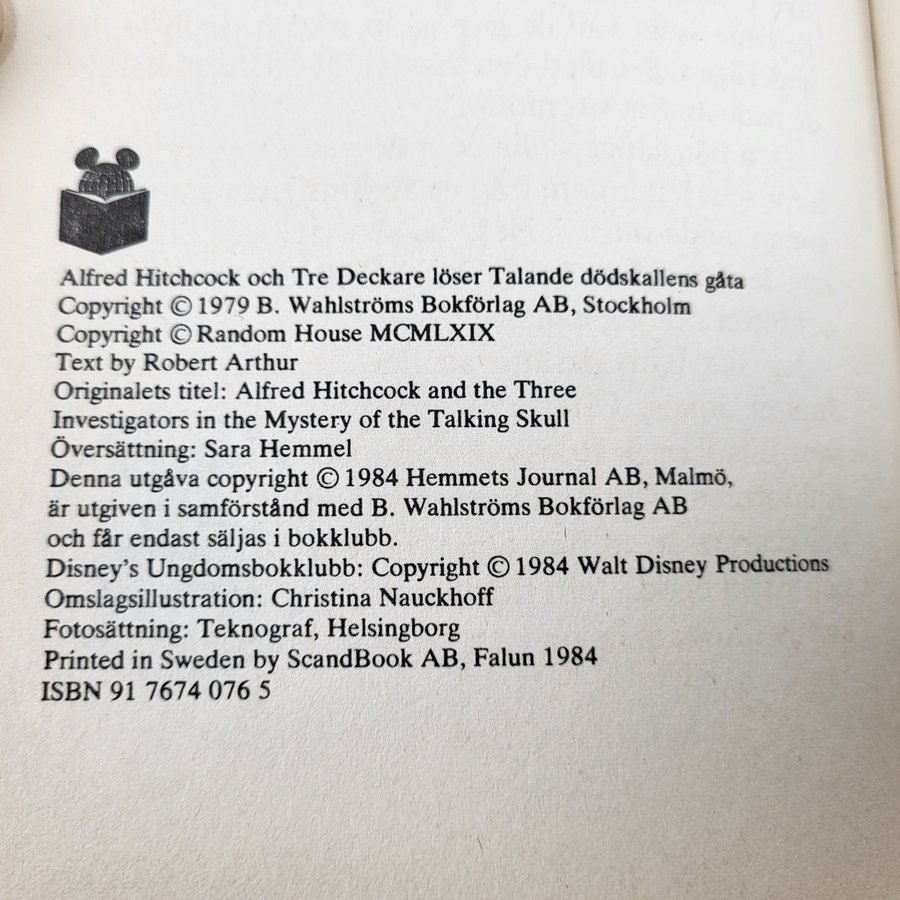 Alfred Hitchcock och Tre Deckare löser Talande dödskallens gåta
Copyright © 1979 B. Wahlströms Bokförlag AB, Stockholm
Copyright © Random House MCMLXIX
Text by Robert Arthur
Originalets titel: Alfred Hitchcock and the Three
Investigators in the Mystery of the Talking Skull
Översättning: Sara Hemmel
Denna utgåva copyright © 1984 Hemmets Journal AB, Malmö,
är utgiven i samförstånd med B. Wahlströms Bokförlag AB
och får endast säljas i bokklubb.
Disney's Ungdomsbokklubb: Copyright © 1984 Walt Disney Productions
Omslagsillustration: Christina Nauckhoff
Fotosättning: Teknograf, Helsingborg
Printed in Sweden by ScandBook AB, Falun 1984
ISBN 91 7674 076 5